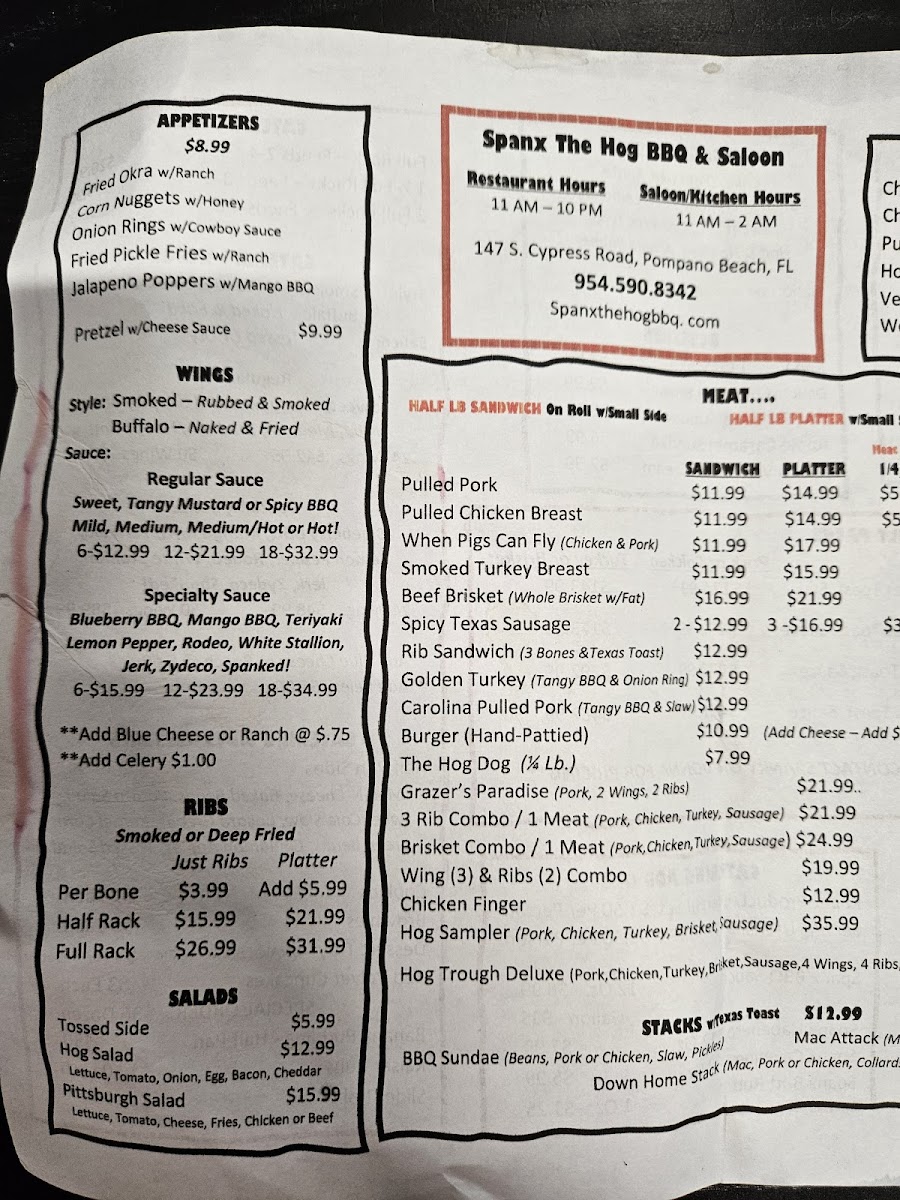 APPETIZERS
$8.99
Fried Okra w/Ranch
Corn Nuggets w/Honey
Onion Rings w/Cowboy Sauce
Fried Pickle Fries w/Ranch
Jalapeno Poppers w/Mango BBQ
Pretzel w/Cheese Sauce $9.99
WINGS
Style: Smoked – Rubbed & Smoked
Buffalo – Naked & Fried
Sauce:
Regular Sauce
Sweet, Tangy Mustard or Spicy BBQ
Mild, Medium, Medium/Hot or Hot!
6-$12.99 12-$21.99 18-$32.99
Specialty Sauce
Blueberry BBQ, Mango BBQ, Teriyaki
Lemon Pepper, Rodeo, White Stallion,
Jerk, Zydeco, Spanked!
6-$15.99 12-$23.99 18-$34.99
**Add Blue Cheese or Ranch @ $.75
**Add Celery $1.00
RIBS
Smoked or Deep Fried
Just Ribs Platter
Per Bone $3.99 Add $5.99
Half Rack $15.99 $21.99
Full Rack $26.99 $31.99
SALADS
Tossed Side $5.99
Hog Salad $12.99
Lettuce, Tomato, Onion, Egg, Bacon, Cheddar
Pittsburgh Salad $15.99
Lettuce, Tomato, Cheese, Fries, Chicken or Beef
Spanx The Hog BBQ & Saloon
Restaurant Hours Saloon/Kitchen Hours
11 AM – 10 PM 11 AM – 2 AM
147 S. Cypress Road, Pompano Beach, FL
954.590.8342
Spanxthehogbbq. com
Ch
Ch
Pu
Ho
Ve
MEAT....
HALF LB SANDWICH On Roll w/Small Side
HALF LB PLATTER w/Small
Meat
SANDWICH PLATTER 1/4
Pulled Pork $11.99 $14.99 $5
Pulled Chicken Breast $11.99 $14.99 $5
When Pigs Can Fly (Chicken & Pork) $11.99 $17.99
Smoked Turkey Breast $11.99 $15.99
Beef Brisket (Whole Brisket w/Fat) $16.99 $21.99
Spicy Texas Sausage 2 - $12.99 3 -$16.99 $3
Rib Sandwich (3 Bones &Texas Toast) $12.99
Golden Turkey (Tangy BBQ & Onion Ring) $12.99
Carolina Pulled Pork (Tangy BBQ & Slaw) $12.99
Burger (Hand-Pattied) $10.99 (Add Cheese – Add $
The Hog Dog (¼ Lb.) $7.99
Grazer's Paradise (Pork, 2 Wings, 2 Ribs) $21.99..
3 Rib Combo / 1 Meat (Pork, Chicken, Turkey, Sausage) $21.99
Brisket Combo / 1 Meat (Pork,Chicken,Turkey,Sausage) $24.99
Wing (3) & Ribs (2) Combo $19.99
Chicken Finger $12.99
Hog Sampler (Pork, Chicken, Turkey, Brisket,Sausage) $35.99
Hog Trough Deluxe (Pork,Chicken,Turkey,Brisket,Sausage,4 Wings, 4 Ribs,
STACKS w/Texas Toast $12.99
Mac Attack (M
BBQ Sundae (Beans, Pork or Chicken, Slaw, Pickles)
Down Home Stack (Mac, Pork or Chicken, Collard